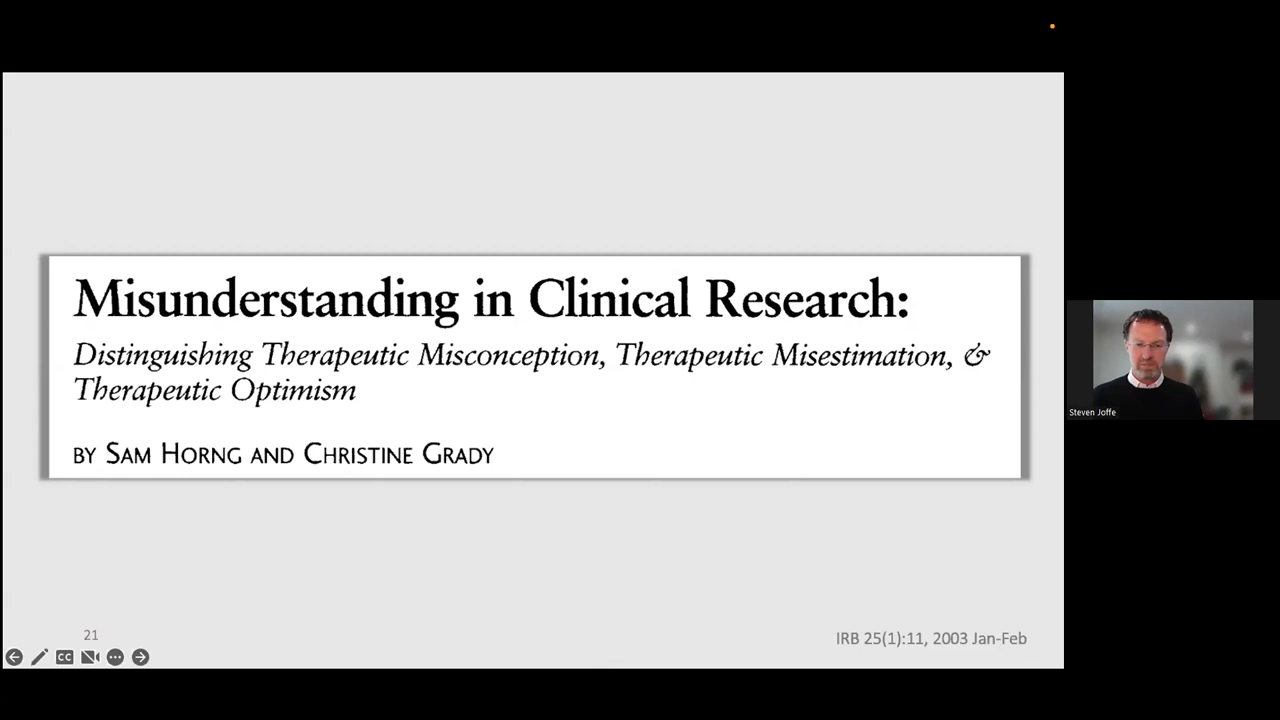 Misunderstanding in Clinical Research:
Distinguishing Therapeutic Misconception, Therapeutic Misestimation, &
Therapeutic Optimism
BY SAM HORNG AND CHRISTINE GRADY
Steven Joffe
21
IRB 25(1):11, 2003 Jan-Feb
CC